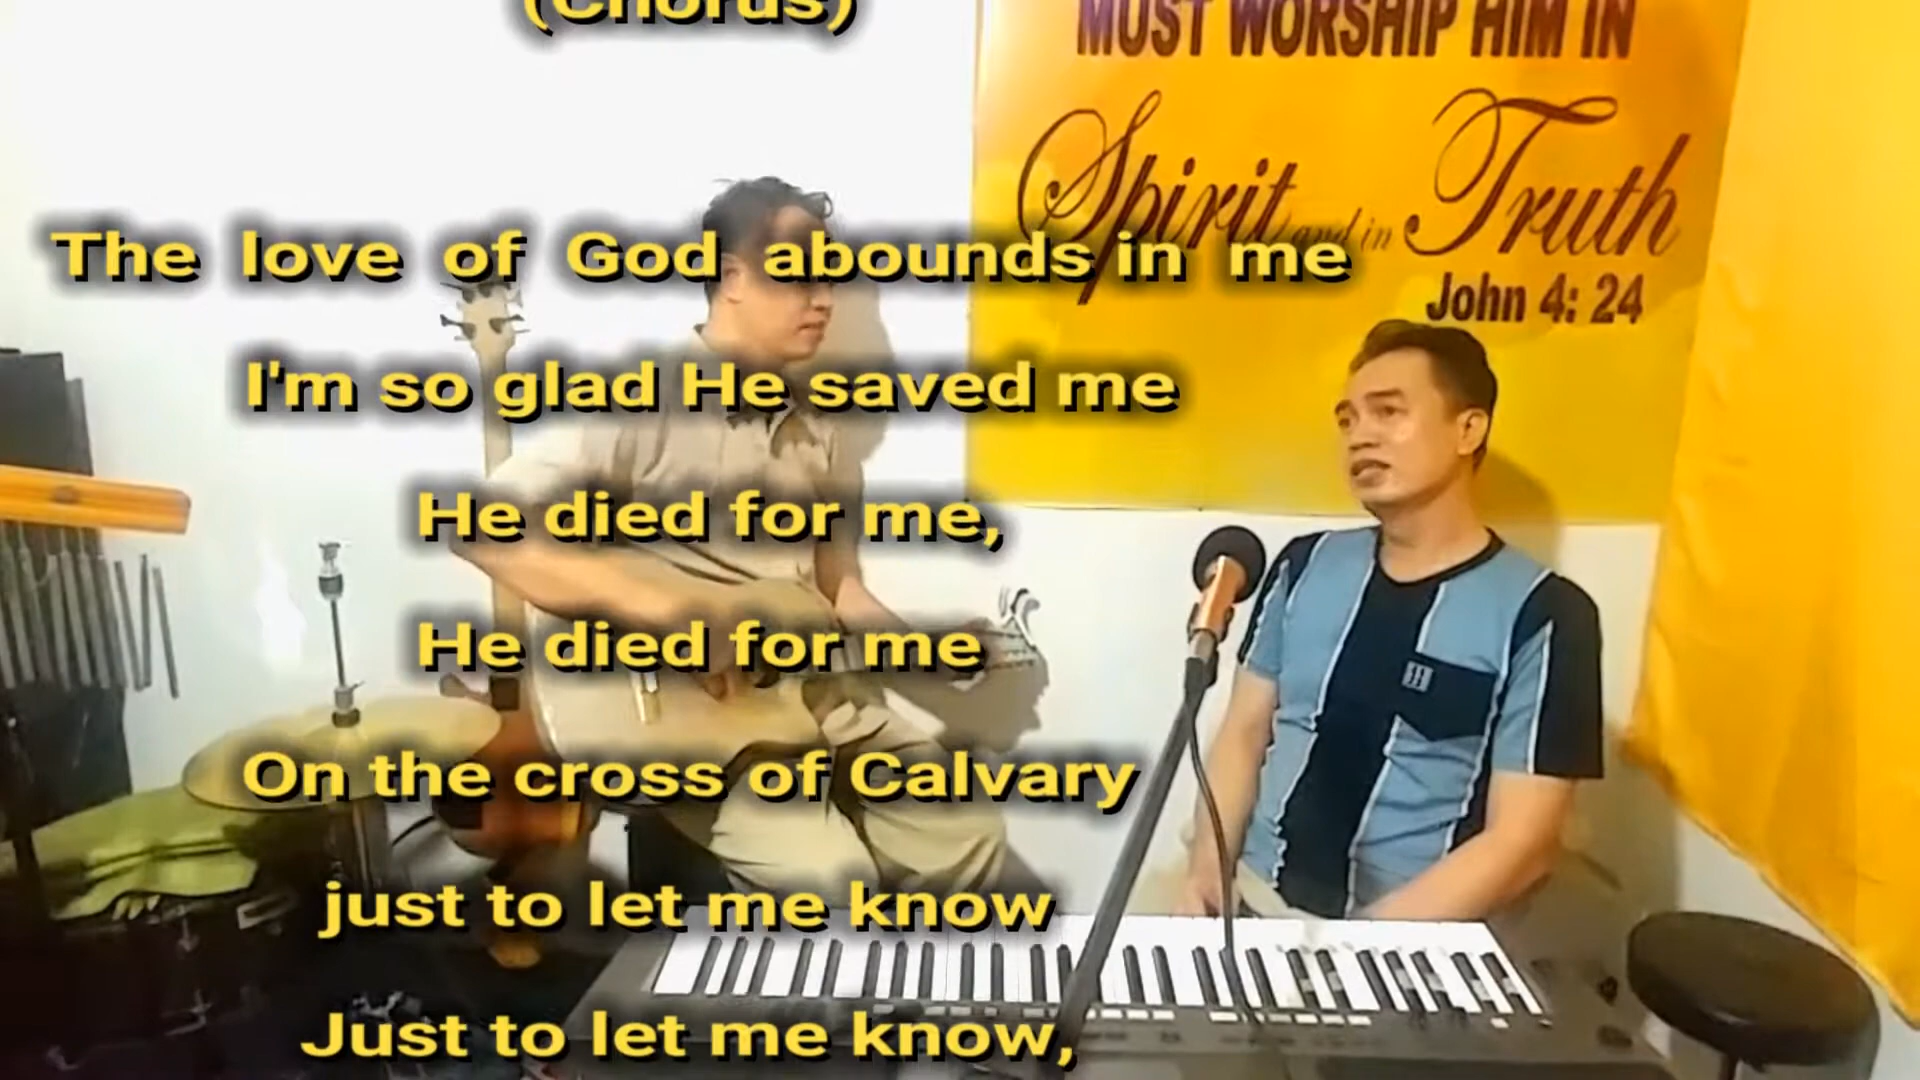 (Chorus)
MUST WORSHIP HIM IN
Spirit and in Truth
John 4: 24
The love of God abounds in me
I'm so glad He saved me
He died for me,
He died for me
On the cross of Calvary
just to let me know
Just to let me know,